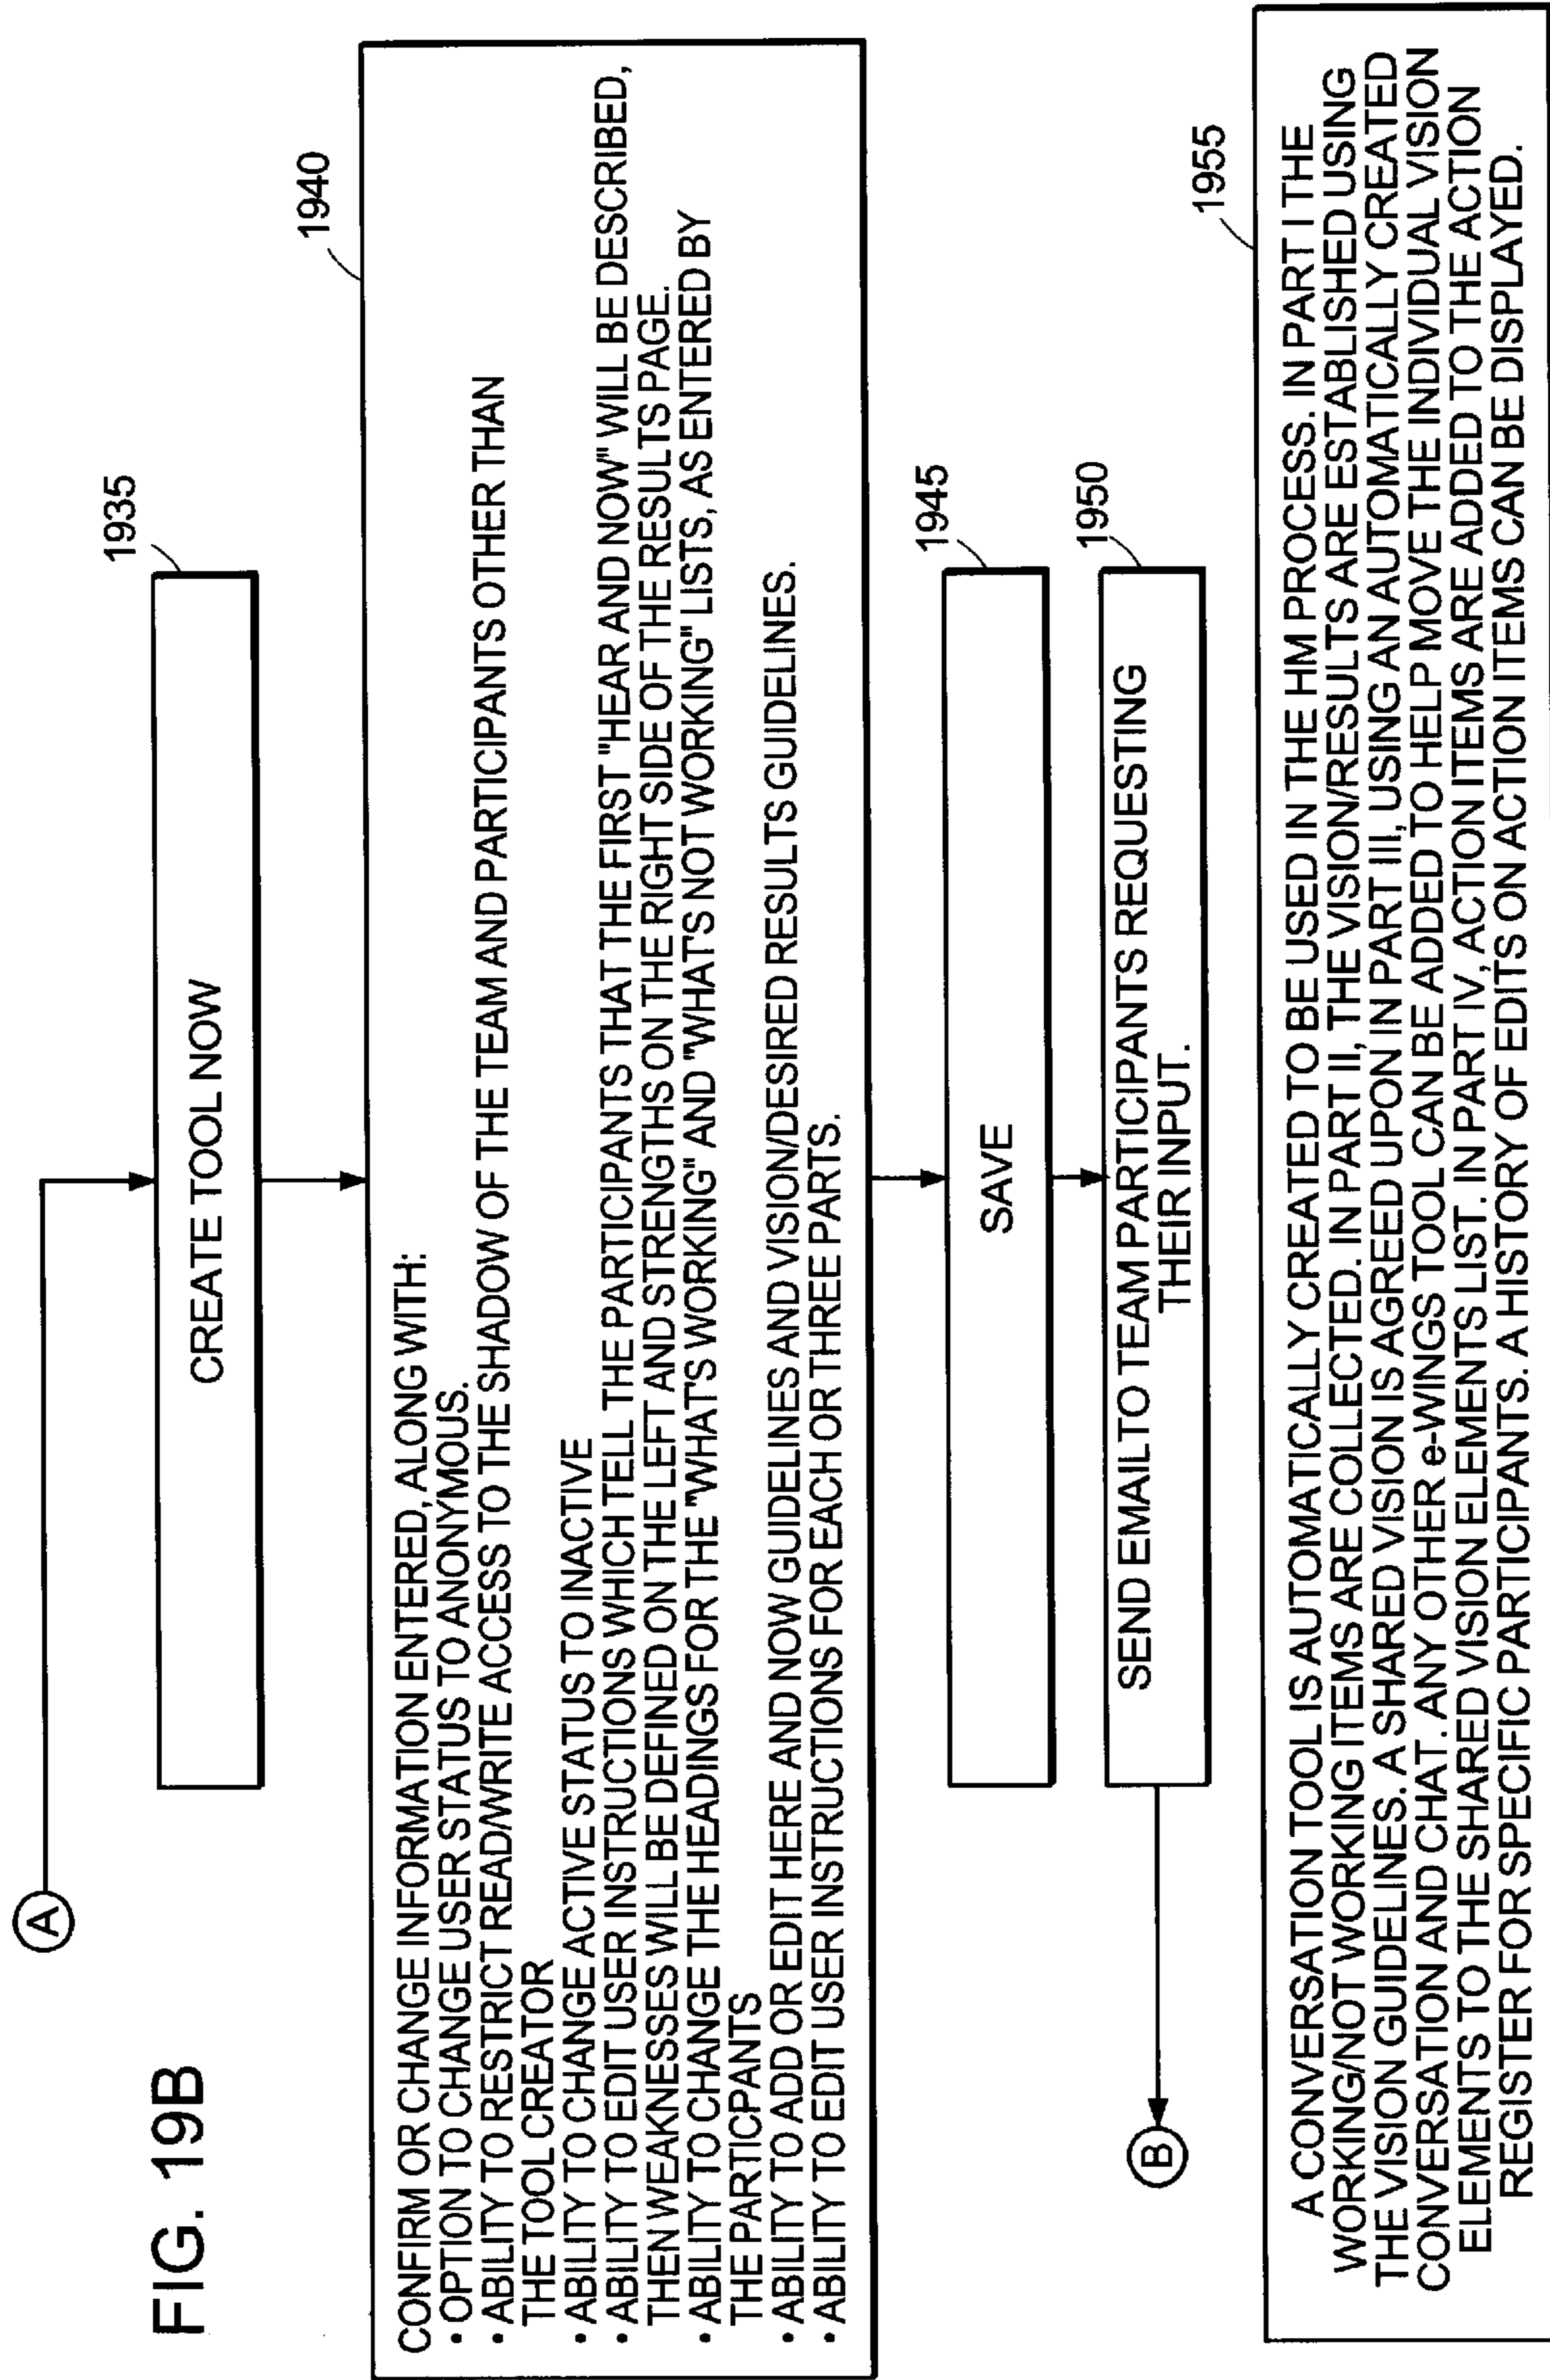 FIG. 19B
A
1935
CREATE TOOL NOW
1940
CONFIRM OR CHANGE INFORMATION ENTERED, ALONG WITH:
• OPTION TO CHANGE USER STATUS TO ANONYMOUS.
• ABILITY TO RESTRICT READ/WRITE ACCESS TO THE SHADOW OF THE TEAM AND PARTICIPANTS OTHER THAN
THE TOOL CREATOR
• ABILITY TO CHANGE ACTIVE STATUS TO INACTIVE
• ABILITY TO EDIT USER INSTRUCTIONS WHICH TELL THE PARTICIPANTS THAT THE FIRST "HEAR AND NOW" WILL BE DESCRIBED,
THEN WEAKNESSES WILL BE DEFINED ON THE LEFT AND STRENGTHS ON THE RIGHT SIDE OF THE RESULTS PAGE.
• ABILITY TO CHANGE THE HEADINGS FOR THE "WHAT'S WORKING" AND "WHATS NOT WORKING" LISTS, AS ENTERED BY
THE PARTICPANTS
• ABILITY TO ADD OR EDIT HERE AND NOW GUIDELINES AND VISION/DESIRED RESULTS GUIDELINES.
• ABILITY TO EDIT USER INSTRUCTIONS FOR EACH OR THREE PARTS.
1945
SAVE
1950
SEND EMAIL TO TEAM PARTICIPANTS REQUESTING
THEIR INPUT.
B
1955
A CONVERSATION TOOL IS AUTOMATICALLY CREATED TO BE USED IN THE HM PROCESS. IN PART I THE
WORKING/NOT WORKING ITEMS ARE COLLECTED. IN PART II, THE VISION/RESULTS ARE ESTABLISHED USING
THE VISION GUIDELINES. A SHARED VISION IS AGREED UPON IN PART III, USING AN AUTOMATICALLY CREATED
CONVERSATION AND CHAT. ANY OTHER e-WINGS TOOL CAN BE ADDED TO HELP MOVE THE INDIVIDUAL VISION
ELEMENTS TO THE SHARED VISION ELEMENTS LIST. IN PART IV, ACTION ITEMS ARE ADDED TO THE ACTION
REGISTER FOR SPECIFIC PARTICIPANTS. A HISTORY OF EDITS ON ACTION ITEMS CAN BE DISPLAYED.